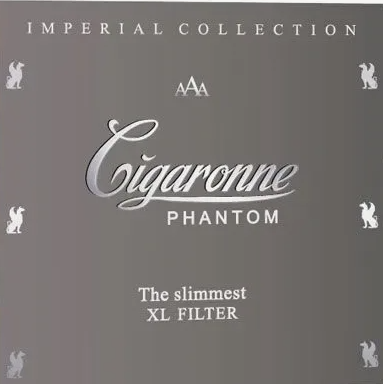 IMPERIAL COLLECTION
AAA
Cigaronne
PHANTOM
The slimmest
XL FILTER